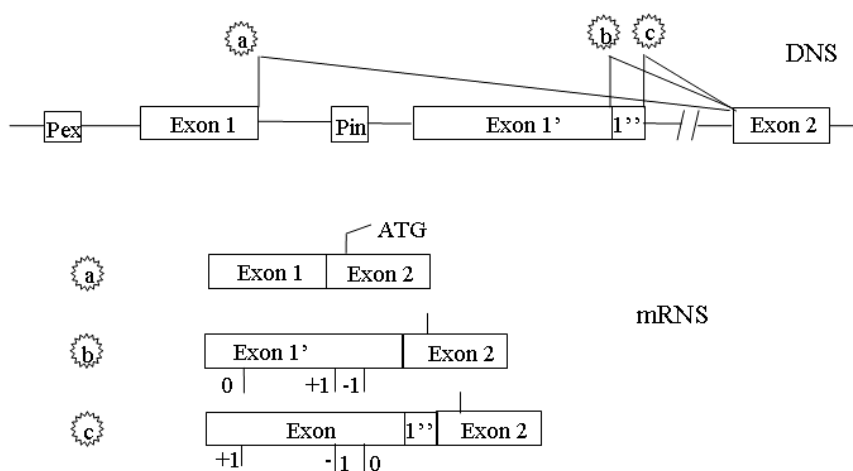 a b c
DNS
Pex Exon 1 Pin Exon 1’ 1’’ Exon 2
ATG
a Exon 1 Exon 2
mRNS
b Exon 1’ Exon 2
0 +1 -1
c Exon 1’’ Exon 2
+1 -1 0